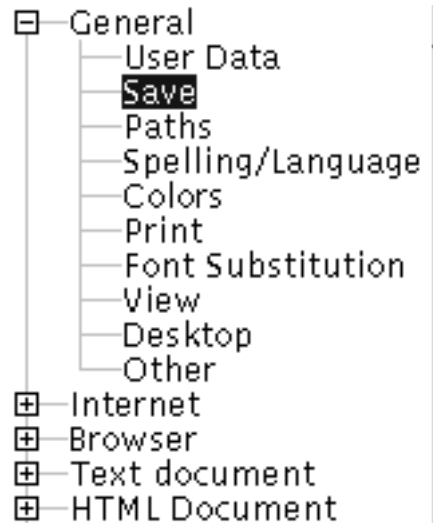 General
User Data
Save
Paths
Spelling/Language
Colors
Print
Font Substitution
View
Desktop
Other
Internet
Browser
Text document
HTML Document